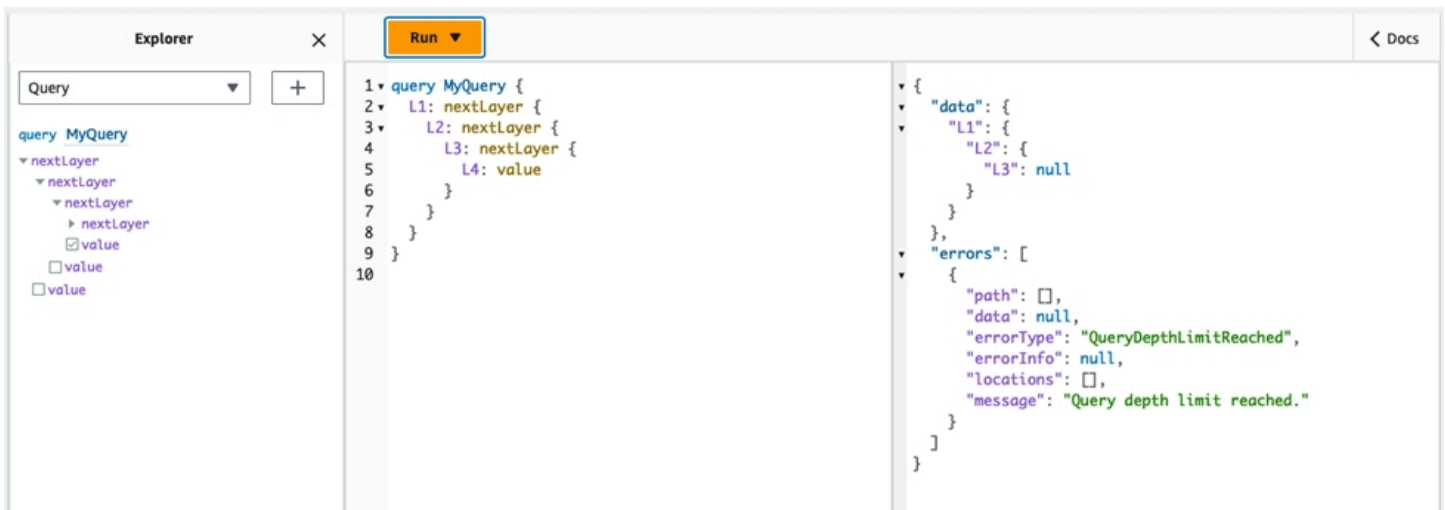 Explorer
×
Run ▼
< Docs
Query ▼
+
query MyQuery
▼nextLayer
▼nextLayer
▼nextLayer
▶ nextLayer
value
value
value
1 query MyQuery {
2 L1: nextLayer {
3 L2: nextLayer {
4 L3: nextLayer {
5 L4: value
6 }
7 }
8 }
9 }
10
{
"data": {
"L1": {
"L2": {
"L3": null
}
}
},
"errors": [
{
"path": [],
"data": null,
"errorType": "QueryDepthLimitReached",
"errorInfo": null,
"locations": [],
"message": "Query depth limit reached."
}
]
}